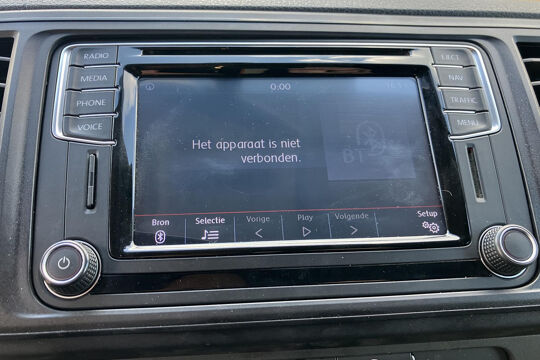 RADIO
MEDIA
PHONE
VOICE
EJECT
NAV
TRAFFIC
MENU
0:00
Het apparaat is niet
verbonden.
BT
Bron
Selectie
Vorige
Play
Volgende
Setup